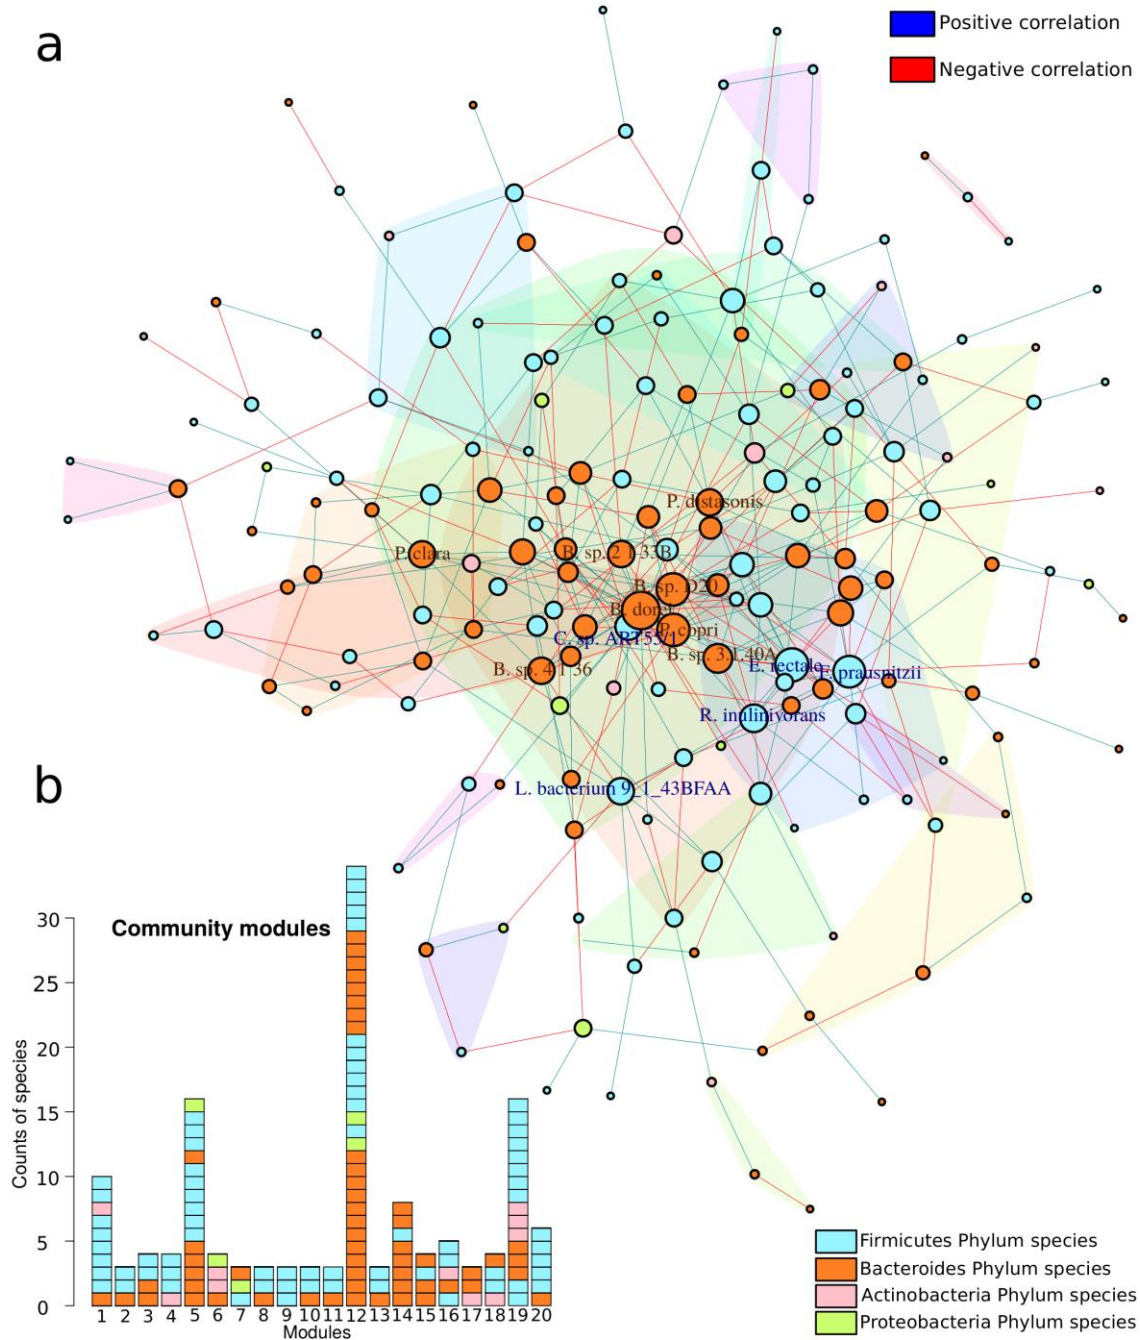 a
Positive correlation
Negative correlation
P. distasonis
P. clara
B. sp. 2_1_33B
B. sp. D20
B. dorei
P. copri
C. sp. ART55/1
B. sp. 3_1_40A
B. sp. 4_1_36
E. rectale
F. prausnitzii
R. inulinivorans
L. bacterium 9_1_43BFAA
b
Community modules
Counts of species
30
25
20
15
10
5
0
1 2 3 4 5 6 7 8 9 10 11 12 13 14 15 16 17 18 19 20
Modules
Firmicutes Phylum species
Bacteroides Phylum species
Actinobacteria Phylum species
Proteobacteria Phylum species